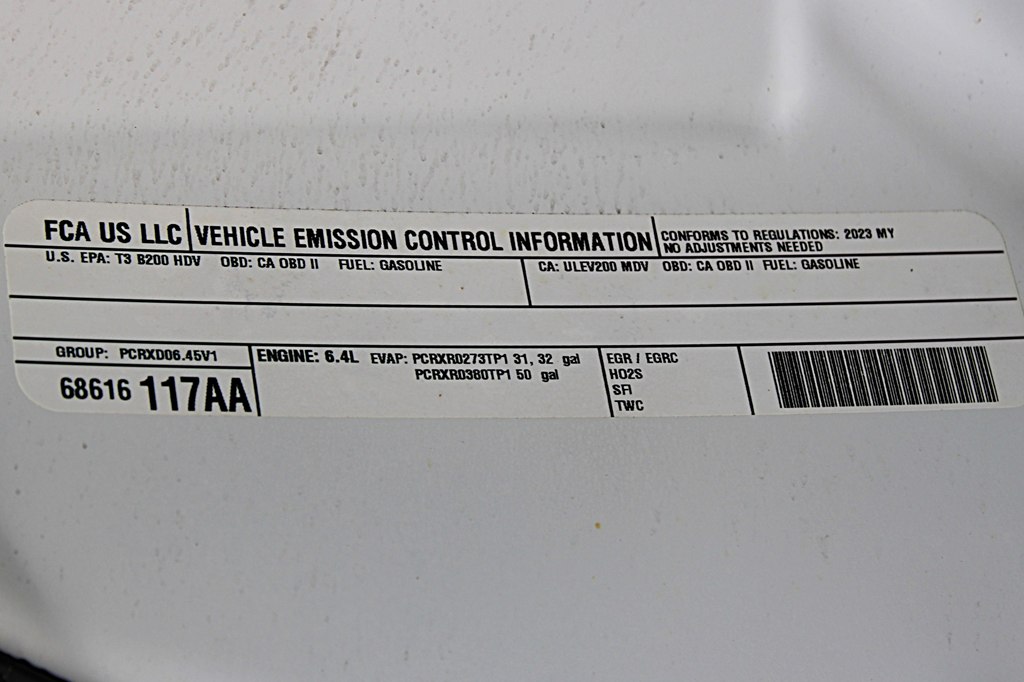 FCA US LLC VEHICLE EMISSION CONTROL INFORMATION CONFORMS TO REGULATIONS: 2023 MY
NO ADJUSTMENTS NEEDED
U.S. EPA: T3 B200 HDV OBD: CA OBD II FUEL: GASOLINE
CA: ULEV200 MDV OBD: CA OBD II FUEL: GASOLINE
GROUP: PCRXD06.45V1
68616 117AA
ENGINE: 6.4L EVAP: PCRXR0273TP1 31, 32 gal
PCRXR0360TP1 50 gal
EGR / EGRC
HO2S
SFI
TWC